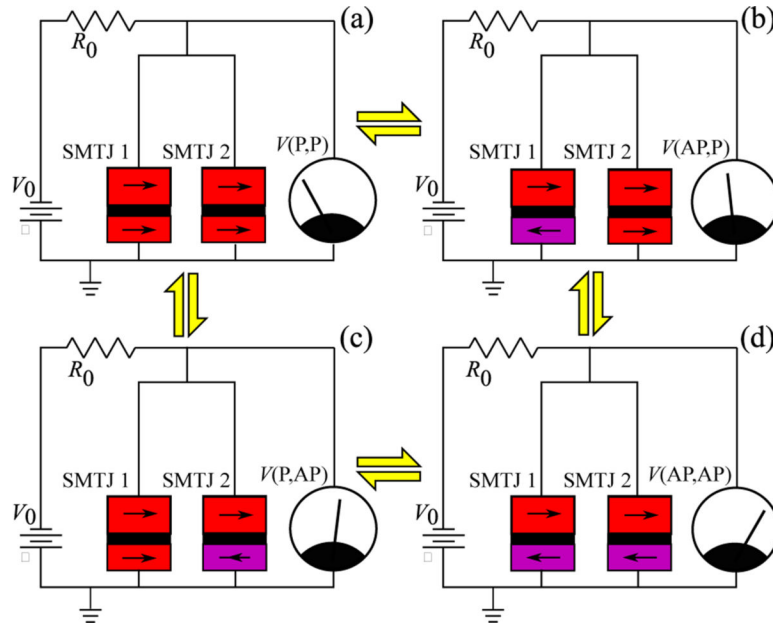 (a)
R0
SMTJ 1
SMTJ 2
V(P,P)
V0
(b)
R0
SMTJ 1
SMTJ 2
V(AP,P)
V0
(c)
R0
SMTJ 1
SMTJ 2
V(P,AP)
V0
(d)
R0
SMTJ 1
SMTJ 2
V(AP,AP)
V0